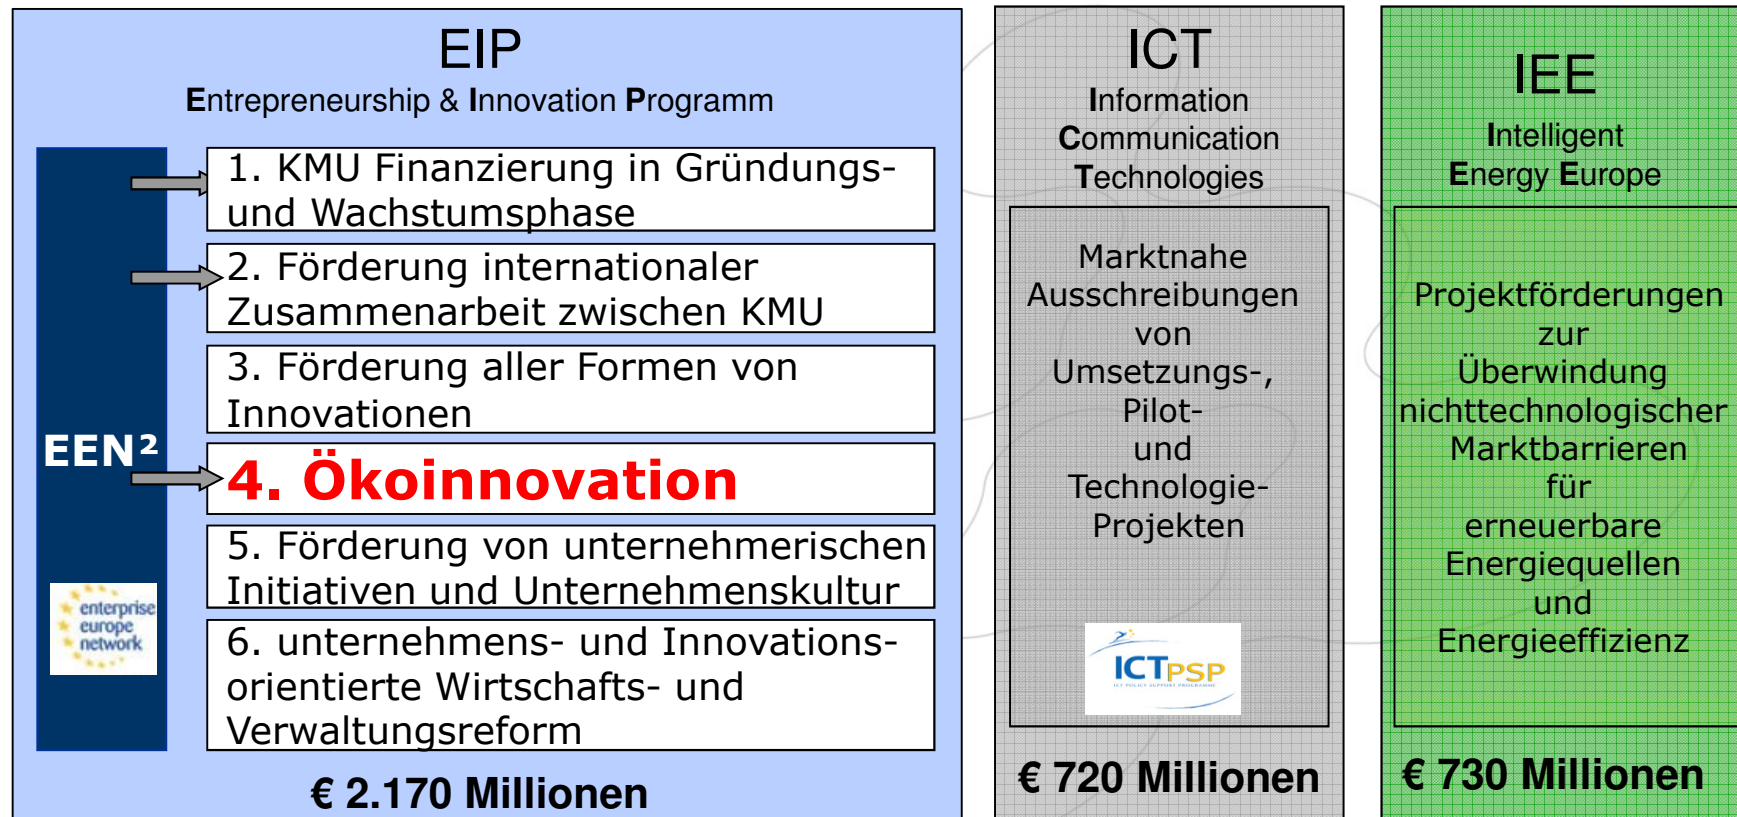 EIP
Entrepreneurship & Innovation Programm
EEN²
enterprise
europe
network
1. KMU Finanzierung in Gründungs-
und Wachstumsphase
2. Förderung internationaler
Zusammenarbeit zwischen KMU
3. Förderung aller Formen von
Innovationen
4. Ökoinnovation
5. Förderung von unternehmerischen
Initiativen und Unternehmenskultur
6. unternehmens- und Innovations-
orientierte Wirtschafts- und
Verwaltungsreform
€ 2.170 Millionen
ICT
Information
Communication
Technologies
Marktnahe
Ausschreibungen
von
Umsetzungs-,
Pilot-
und
Technologie-
Projekten
ICTPSP
ICT POLICY SUPPORT PROGRAMME
€ 720 Millionen
IEE
Intelligent
Energy Europe
Projektförderungen
zur
Überwindung
nichttechnologischer
Marktbarrieren
für
erneuerbare
Energiequellen
und
Energieeffizienz
€ 730 Millionen